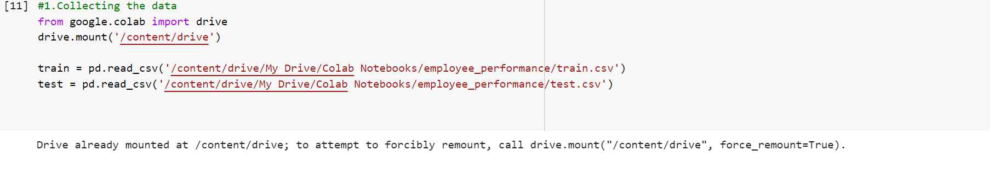 [11] #1.Collecting the data
from google.colab import drive
drive.mount('/content/drive')
train = pd.read_csv('/content/drive/My Drive/Colab Notebooks/employee_performance/train.csv')
test = pd.read_csv('/content/drive/My Drive/Colab Notebooks/employee_performance/test.csv')
Drive already mounted at /content/drive; to attempt to forcibly remount, call drive.mount("/content/drive", force_remount=True).